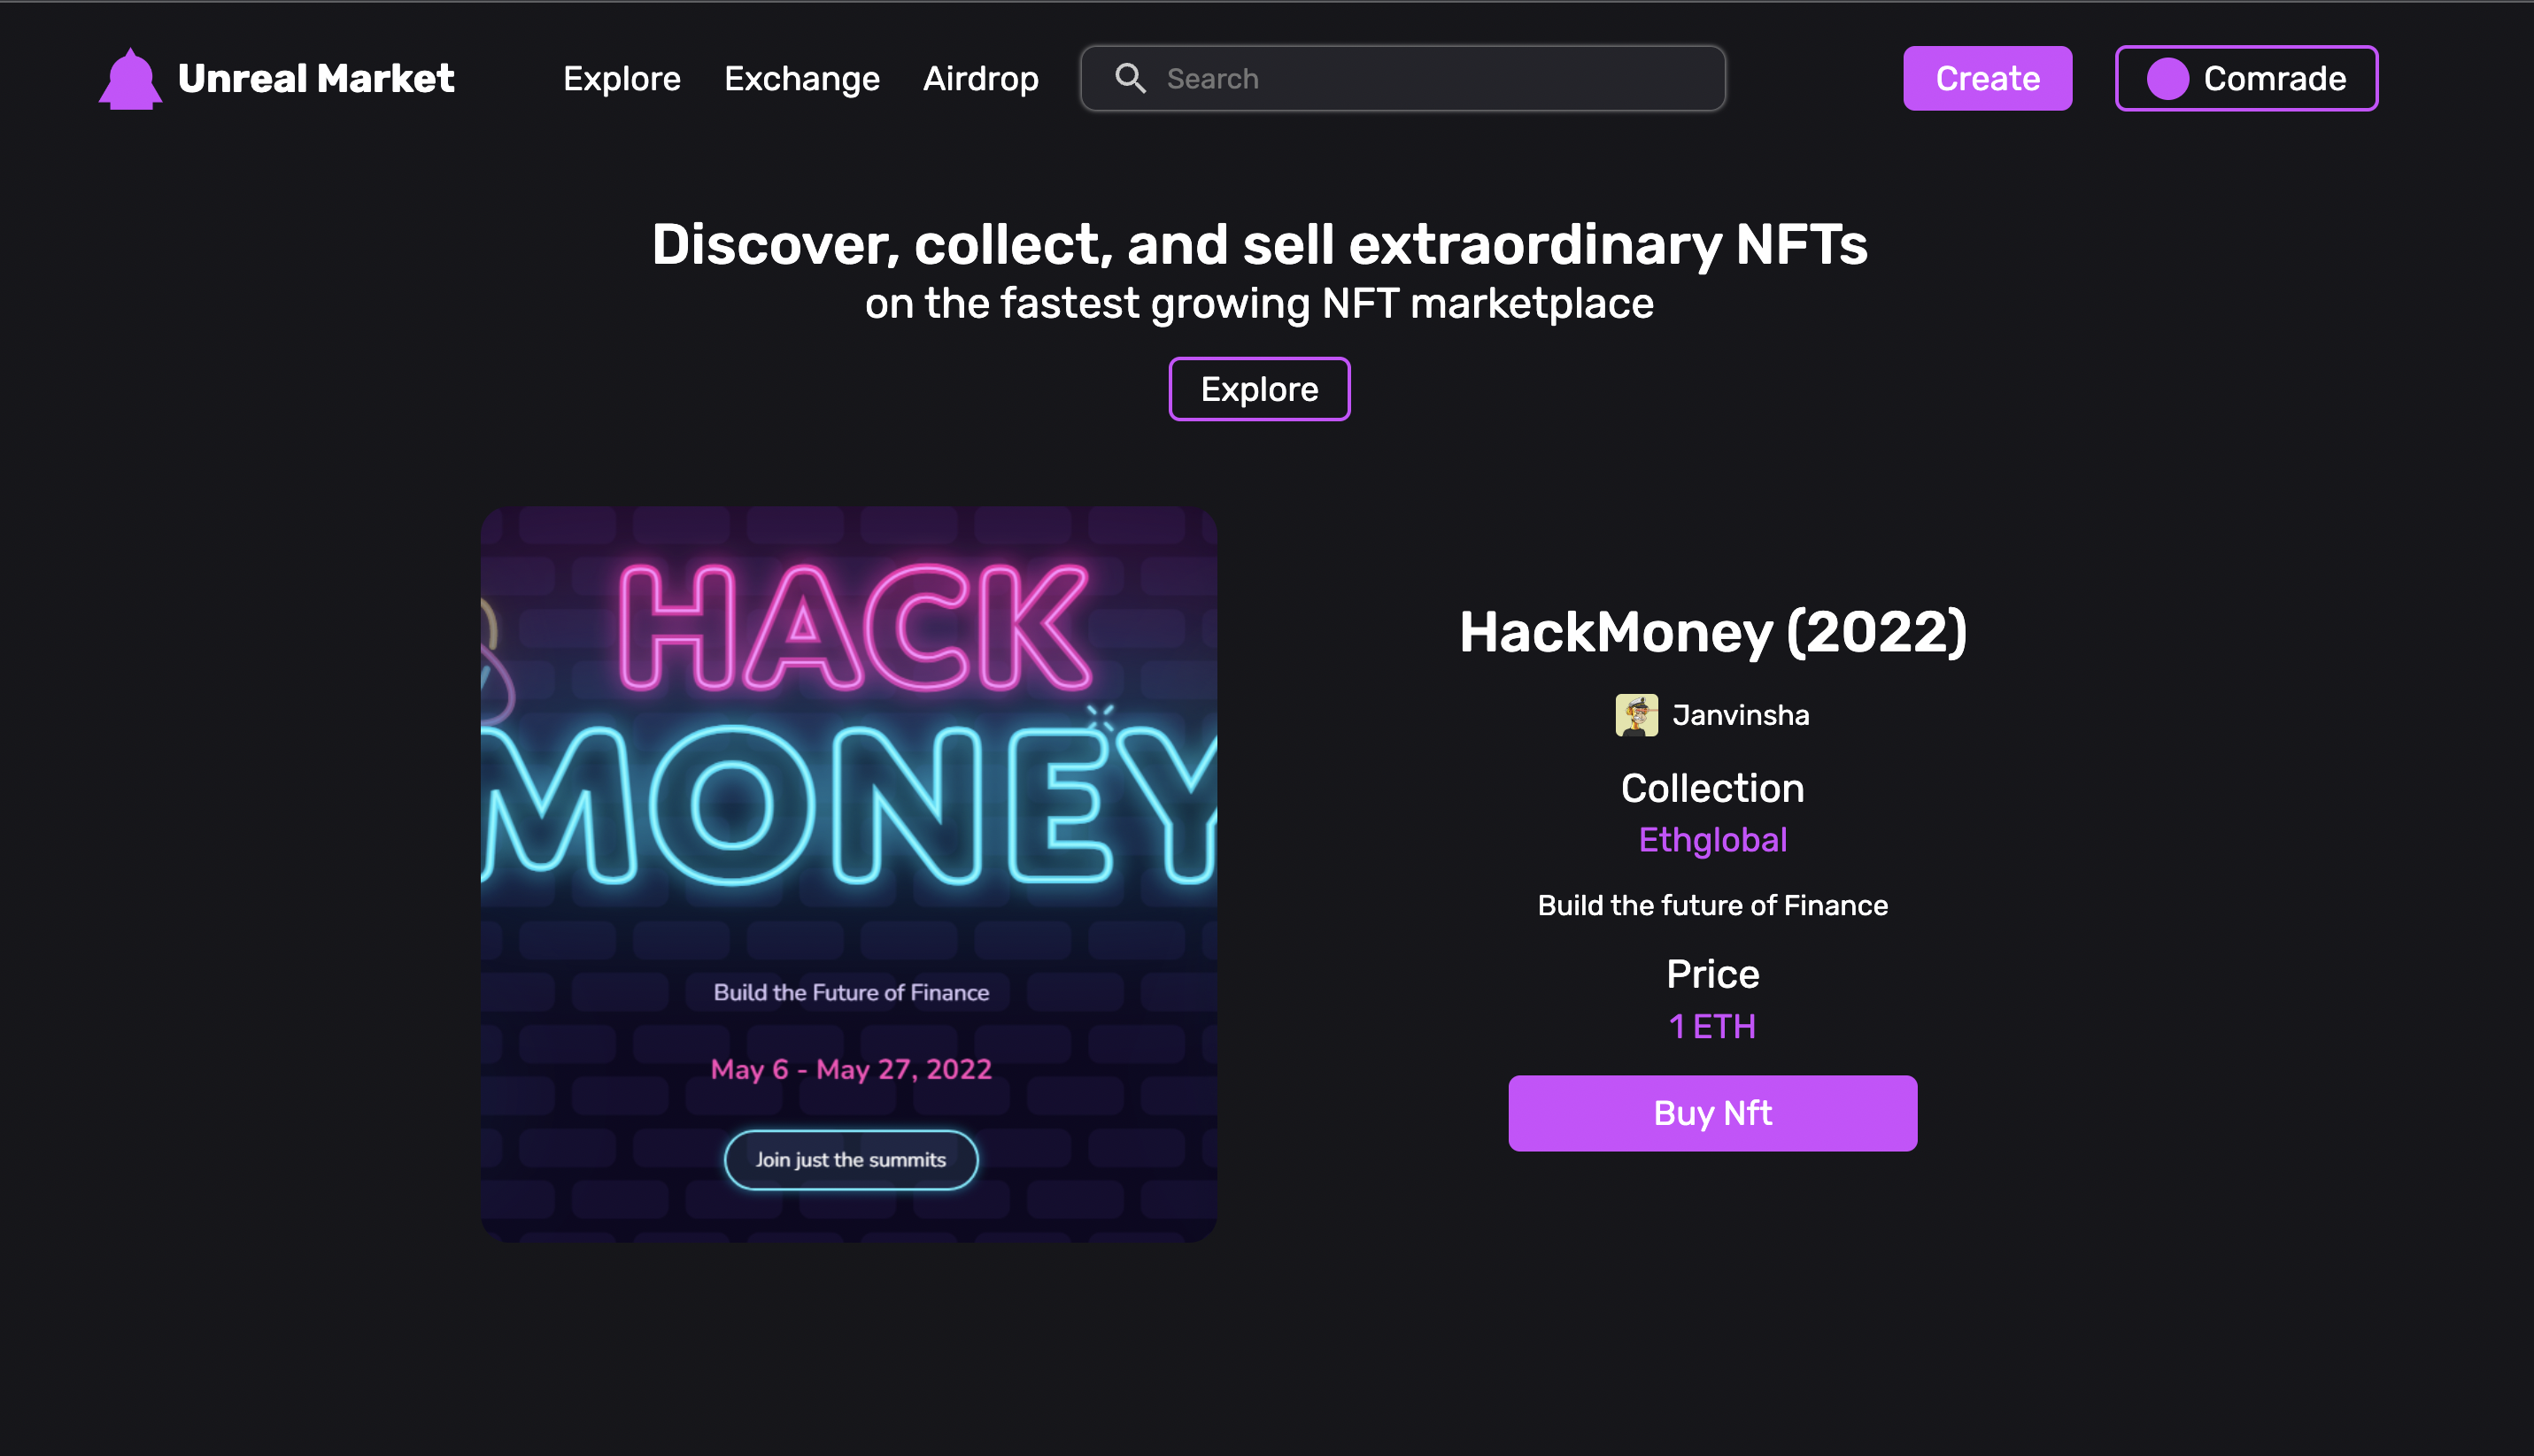 Unreal Market
Explore
Exchange
Airdrop
Search
Create
Comrade
Discover, collect, and sell extraordinary NFTs
on the fastest growing NFT marketplace
Explore
HACK
MONEY
Build the Future of Finance
May 6 - May 27, 2022
Join just the summits
HackMoney (2022)
Janvinsha
Collection
Ethglobal
Build the future of Finance
Price
1 ETH
Buy Nft